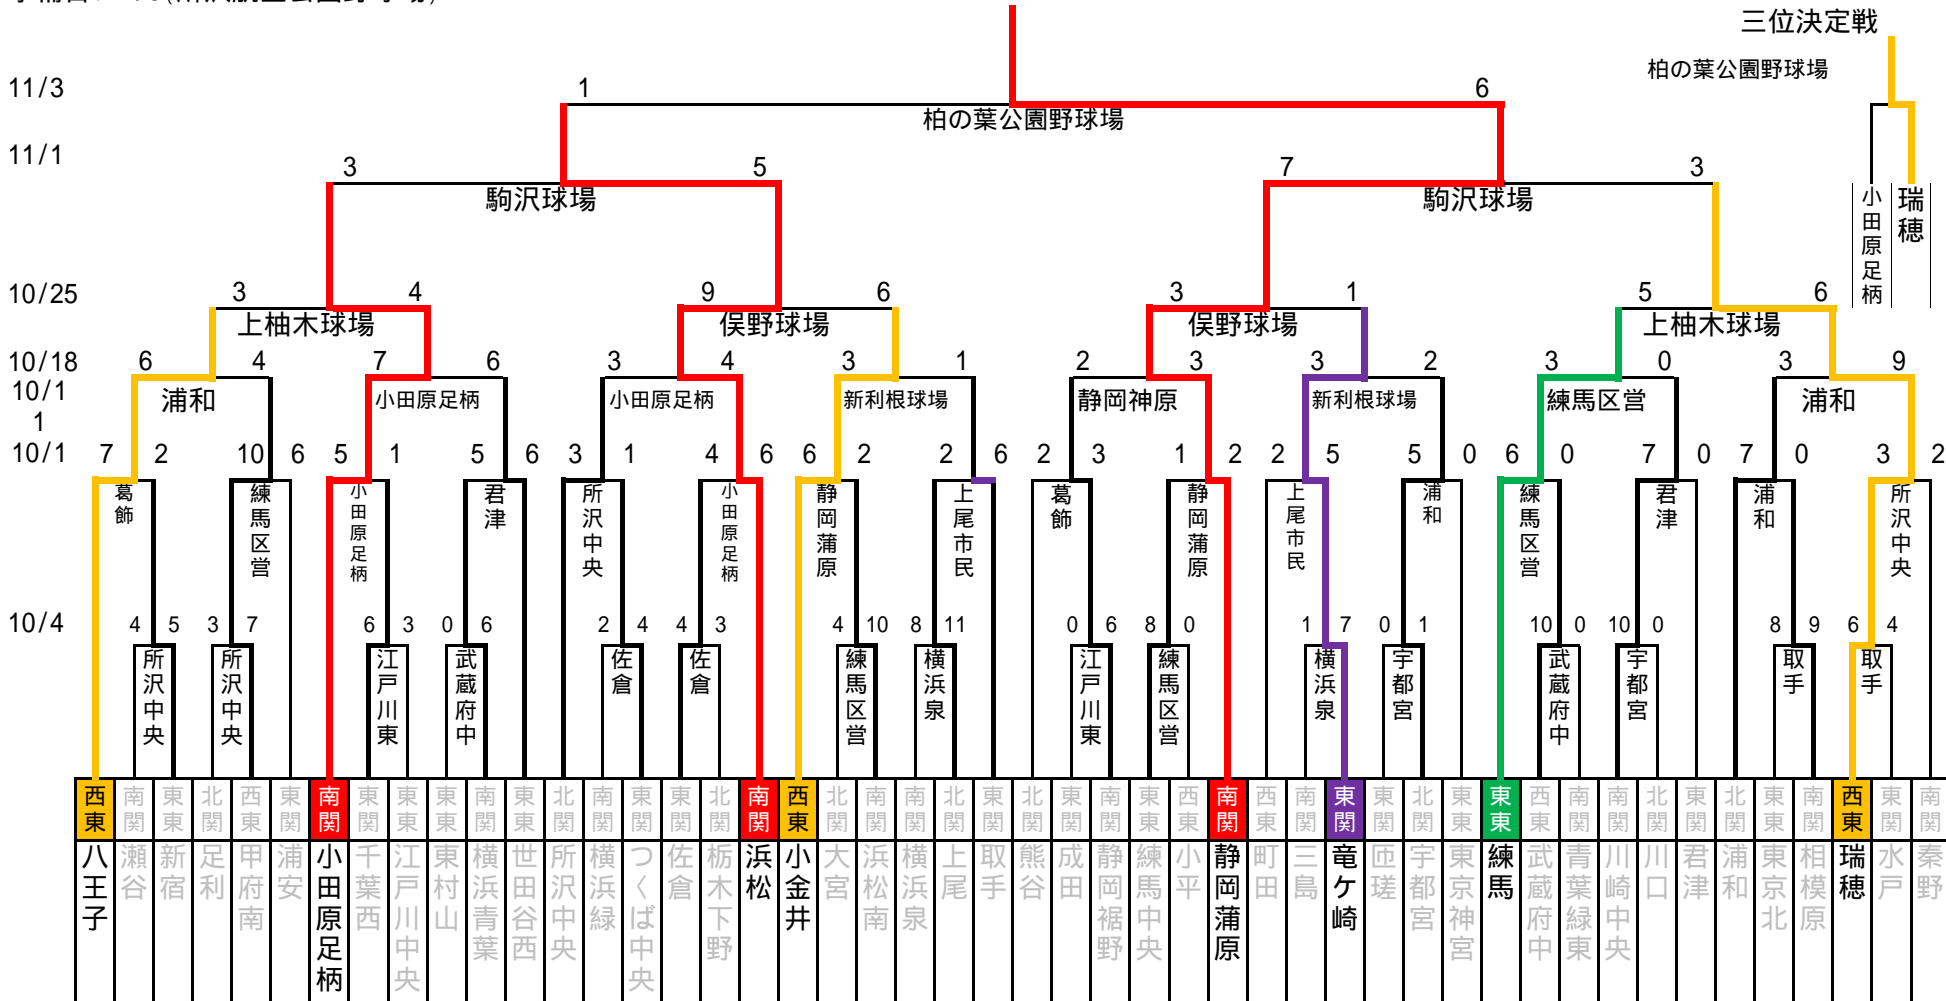 三位決定戦
柏の葉公園野球場
11/3 1 6
柏の葉公園野球場
11/1 3 5 7 3
駒沢球場 駒沢球場
小田原足柄 瑞穂
10/25 3 4 9 6 3 1 5 6
上柚木球場 俣野球場 俣野球場 上柚木球場
10/18 6 4 7 6 3 4 3 1 2 3 3 2 3 0 3 9
10/1
1
浦和 小田原足柄 小田原足柄 新利根球場 静岡神原 新利根球場 練馬区営 浦和
10/1 7 2 10 6 5 1 5 6 3 1 4 6 6 2 2 6 2 3 1 2 2 5 5 0 6 0 7 0 7 0 3 2
葛飾 練馬区営 小田原足柄 君津 所沢中央 小田原足柄 静岡蒲原 上尾市民 葛飾 静岡蒲原 上尾市民 浦和 練馬区営 君津 浦和 所沢中央
10/4 4 5 3 7 6 3 0 6 2 4 4 3 4 10 8 11 0 6 8 0 1 7 0 1 10 0 10 0 8 9 6 4
所沢中央 所沢中央 江戸川東 武蔵府中 佐倉 佐倉 練馬区営 横浜泉 江戸川東 練馬区営 横浜泉 宇都宮 武蔵府中 宇都宮 取手 取手
西東 南関 東東 北関 西東 東関 南関 東関 東東 東東 南関 東東 北関 南関 東関 東関 北関 南関 西東 北関 南関 南関 北関 東関 北関 東関 南関 東東 西東 南関 西東 南関 東関 東関 北関 東東 東東 西東 南関 南関 北関 東関 北関 東東 南関 西東 東関 南関
八王子 瀬谷 新宿 足利 甲府南 浦安 小田原足柄 千葉西 江戸川中央 東村山 横浜青葉 世田谷西 所沢中央 横浜緑 つくば中央 佐倉 栃木下野 浜松 小金井 大宮 浜松南 横浜泉 上尾 取手 熊谷 成田 静岡裾野 練馬中央 小平 静岡蒲原 町田 三島 竜ケ崎 匝瑳 宇都宮 東京神宮 練馬 武蔵府中 青葉緑東 川崎中央 川口 君津 浦和 東京北 相模原 瑞穂 水戸 秦野